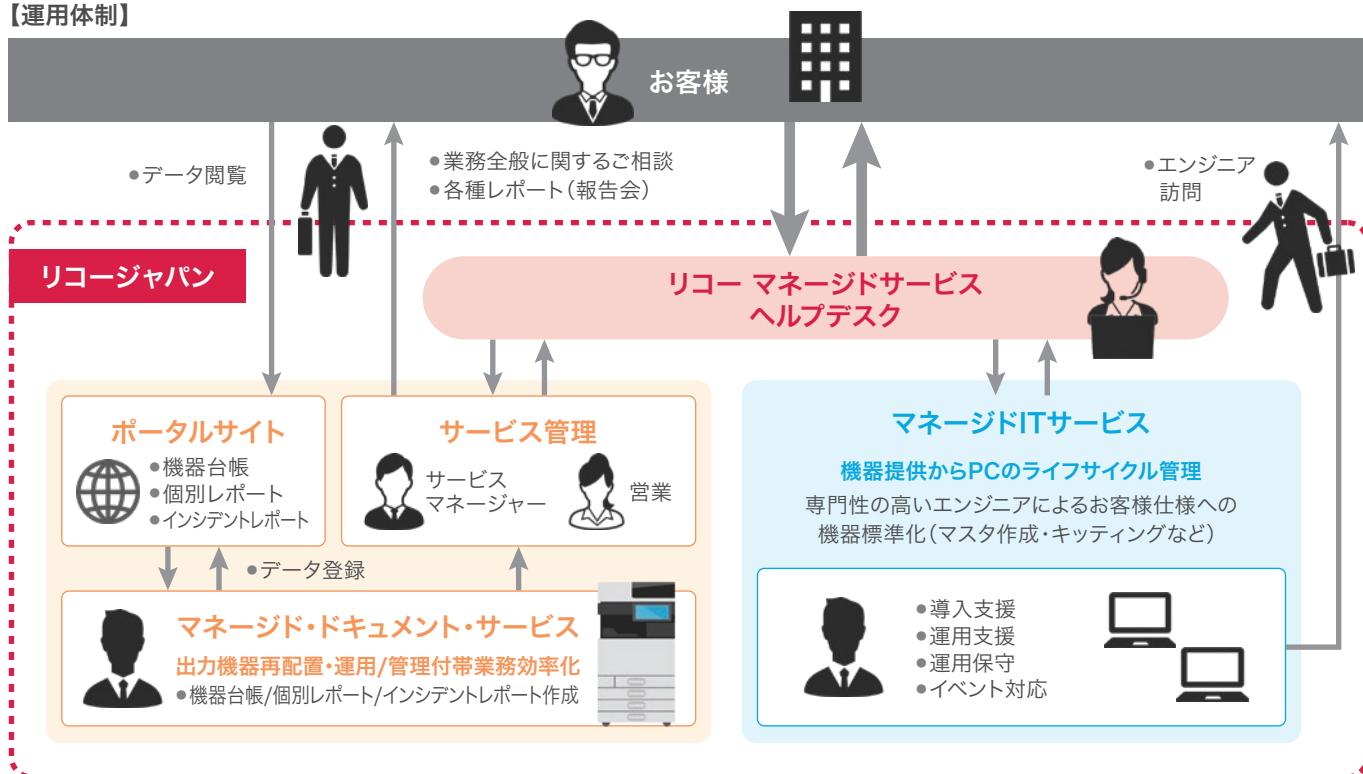 【運用体制】
お客様
●データ閲覧
●業務全般に関するご相談
●各種レポート(報告会)
●エンジニア
訪問
リコージャパン
リコー マネージドサービス
ヘルプデスク
ポータルサイト
●機器台帳
●個別レポート
●インシデントレポート
サービス管理
サービス
マネージャー
営業
●データ登録
マネージド・ドキュメント・サービス
出力機器再配置・運用/管理付帯業務効率化
●機器台帳/個別レポート/インシデントレポート作成
マネージドITサービス
機器提供からPCのライフサイクル管理
専門性の高いエンジニアによるお客様仕様への
機器標準化(マスタ作成・キッティングなど)
●導入支援
●運用支援
●運用保守
●イベント対応